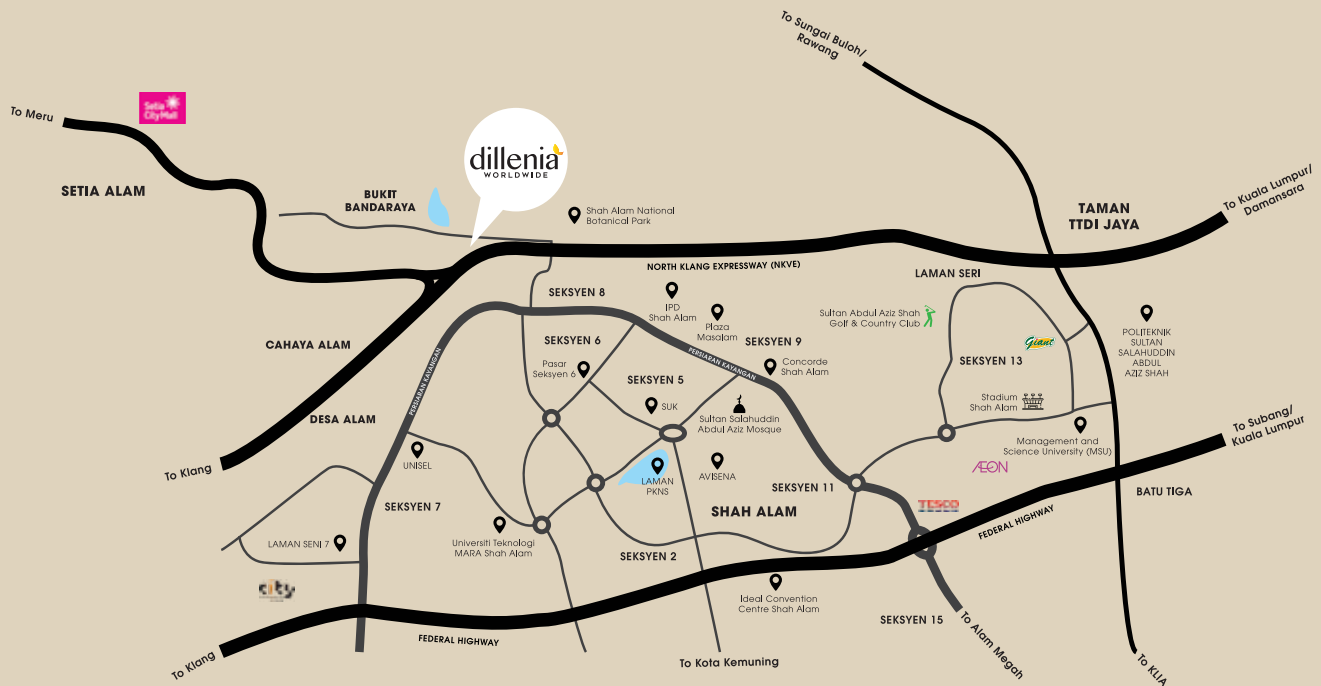 To Sungai Buloh/
Rawang
To Meru
Setia
City Mall
dillenia
WORLDWIDE
SETIA ALAM
BUKIT
BANDARAYA
Shah Alam National
Botanical Park
TAMAN
TTDI JAYA
To Kuala Lumpur/
Damansara
NORTH KLANG EXPRESSWAY (NKVE)
LAMAN SERI
SEKSYEN 8
IPD
Shah Alam
Plaza
Masalam
Sultan Abdul Aziz Shah
Golf & Country Club
CAHAYA ALAM
SEKSYEN 6
SEKSYEN 9
Giant
POLITEKNIK
SULTAN
SALAHUDDIN
ABDUL
AZIZ SHAH
PERSIARAN KAYANGAN
PERSIARAN KAYANGAN
Pasar
Seksyen 6
Concorde
Shah Alam
SEKSYEN 13
SEKSYEN 5
Stadium
Shah Alam
DESA ALAM
SUK
Sultan Salahuddin
Abdul Aziz Mosque
To Subang/
Kuala Lumpur
Management and
Science University (MSU)
To Klang
UNISEL
LAMAN
PKNS
AVISENA
AEON
SEKSYEN 11
BATU TIGA
SEKSYEN 7
SHAH ALAM
TESCO
FEDERAL HIGHWAY
LAMAN SENI 7
Universiti Teknologi
MARA Shah Alam
SEKSYEN 2
city
Ideal Convention
Centre Shah Alam
SEKSYEN 15
FEDERAL HIGHWAY
To Klang
To Kota Kemuning
To Alam Megah
To KLIA